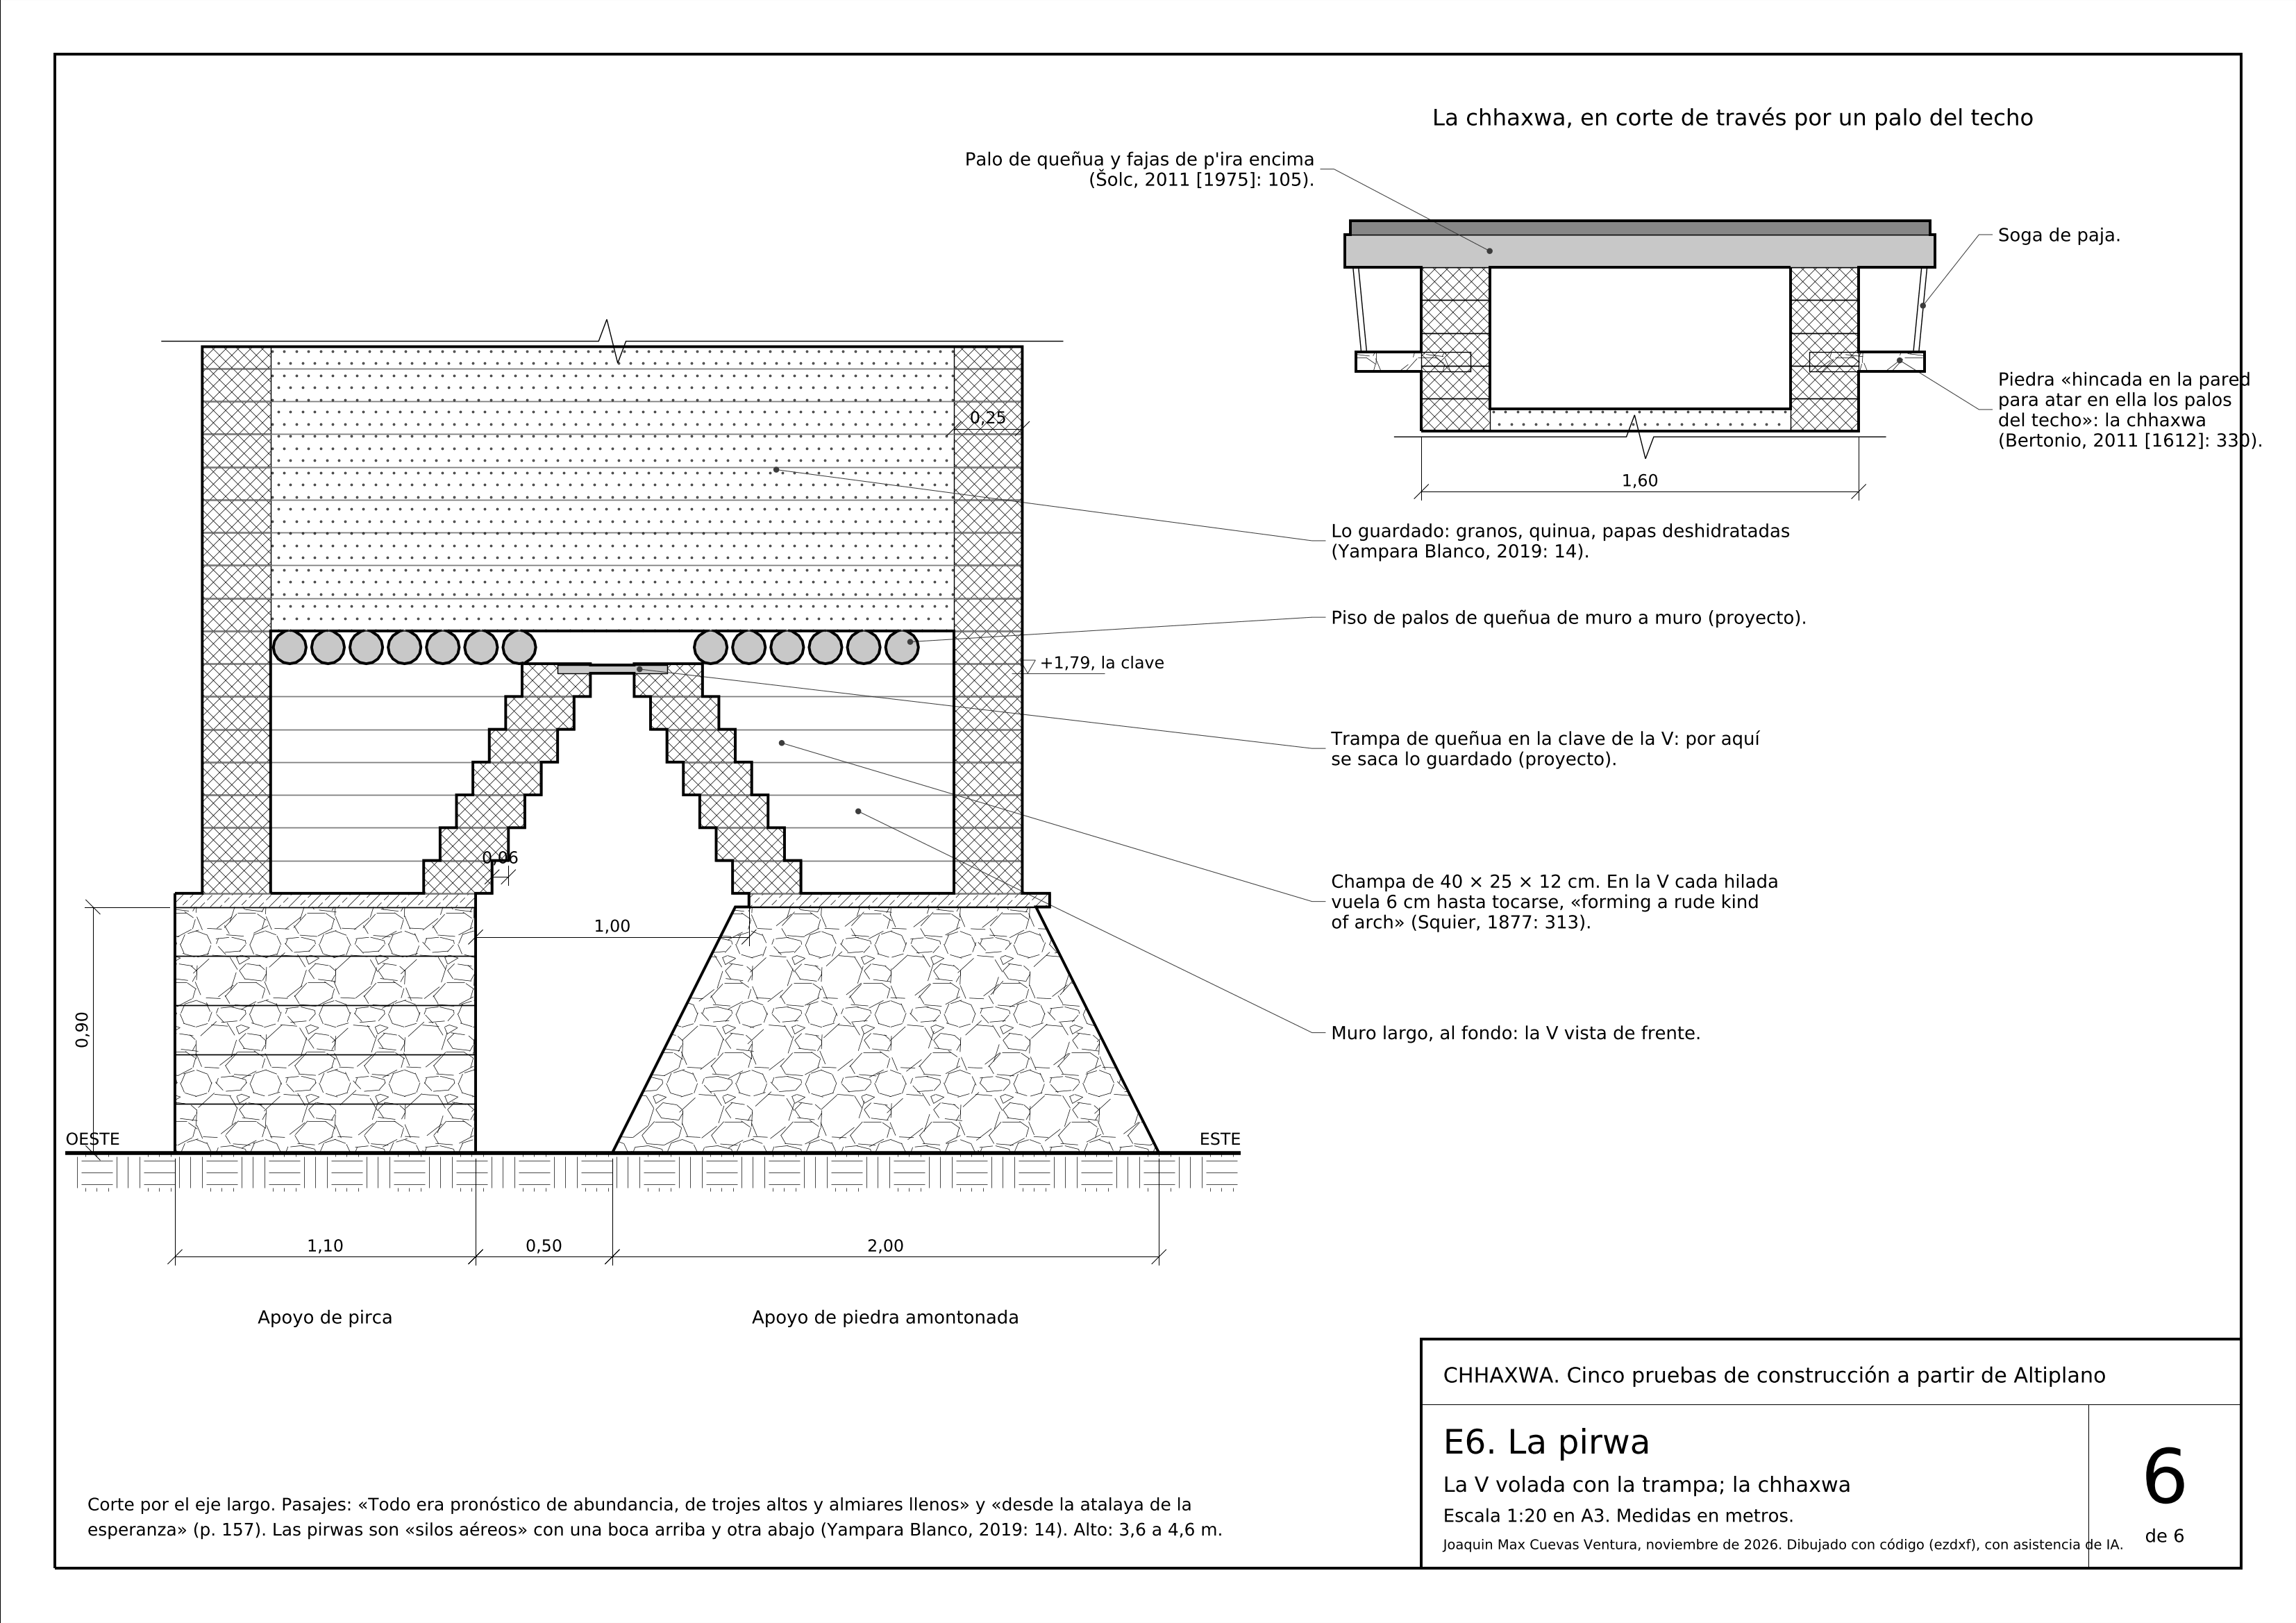 La chhaxwa, en corte de través por un palo del techo
Palo de queñua y fajas de p'ira encima
(Šolc, 2011 [1975]: 105).
Soga de paja.
Piedra «hincada en la pared
para atar en ella los palos
del techo»: la chhaxwa
(Bertonio, 2011 [1612]: 330).
1,60
0,25
Lo guardado: granos, quinua, papas deshidratadas
(Yampara Blanco, 2019: 14).
Piso de palos de queñua de muro a muro (proyecto).
+1,79, la clave
Trampa de queñua en la clave de la V: por aquí
se saca lo guardado (proyecto).
0,06
Champa de 40 × 25 × 12 cm. En la V cada hilada
vuela 6 cm hasta tocarse, «forming a rude kind
of arch» (Squier, 1877: 313).
1,00
0,90
Muro largo, al fondo: la V vista de frente.
OESTE
ESTE
1,10
0,50
2,00
Apoyo de pirca
Apoyo de piedra amontonada
Corte por el eje largo. Pasajes: «Todo era pronóstico de abundancia, de trojes altos y almiares llenos» y «desde la atalaya de la
esperanza» (p. 157). Las pirwas son «silos aéreos» con una boca arriba y otra abajo (Yampara Blanco, 2019: 14). Alto: 3,6 a 4,6 m.
CHHAXWA. Cinco pruebas de construcción a partir de Altiplano
E6. La pirwa
La V volada con la trampa; la chhaxwa
Escala 1:20 en A3. Medidas en metros.
Joaquin Max Cuevas Ventura, noviembre de 2026. Dibujado con código (ezdxf), con asistencia de IA.
6
de 6